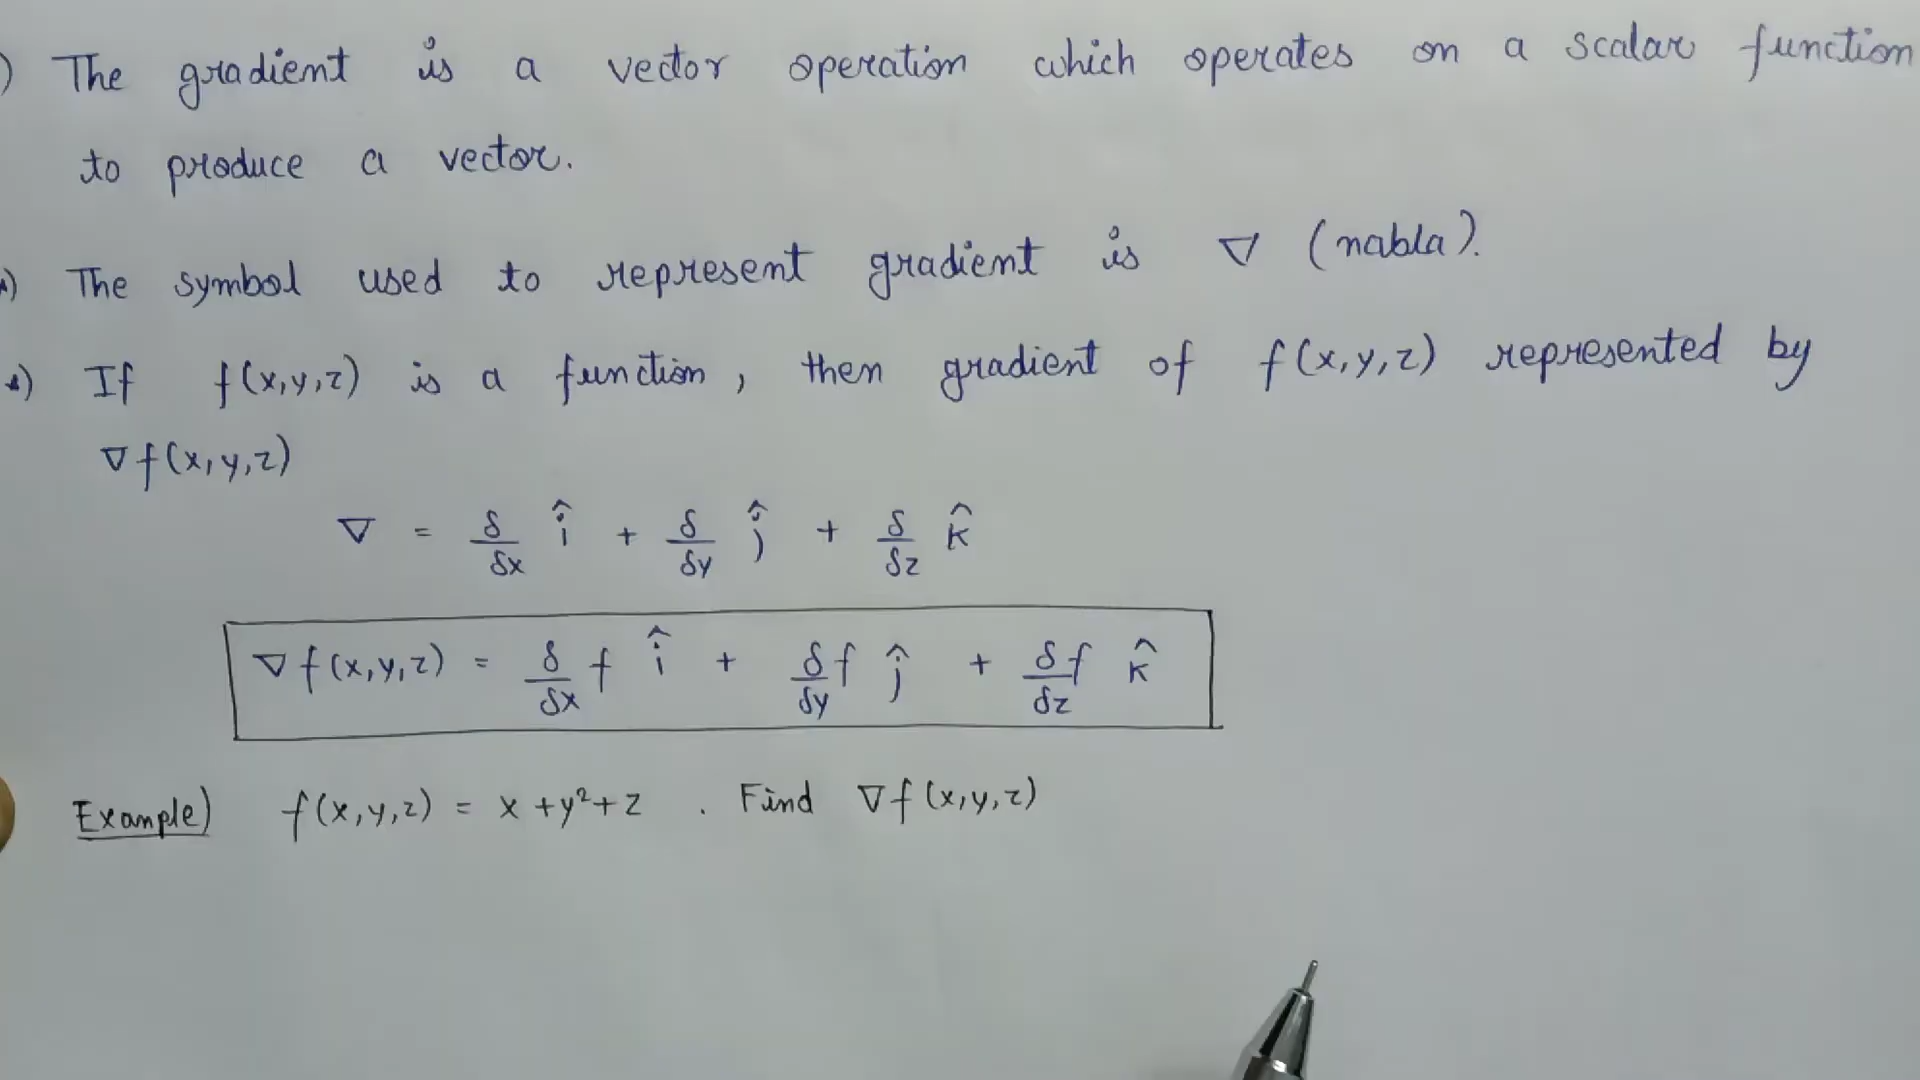 ) The gradient is a vector operation which operates on a scalar function
to produce a vector.
) The symbol used to represent gradient is ∇ (nabla).
) If f(x,y,z) is a function, then gradient of f(x,y,z) represented by
∇f(x,y,z)
∇ = δ/δx î + δ/δy ĵ + δ/δz k̂
∇f(x,y,z) = δ/δx f î + δf/δy ĵ + δf/δz k̂
Example) f(x,y,z) = x + y² + z . Find ∇f(x,y,z)